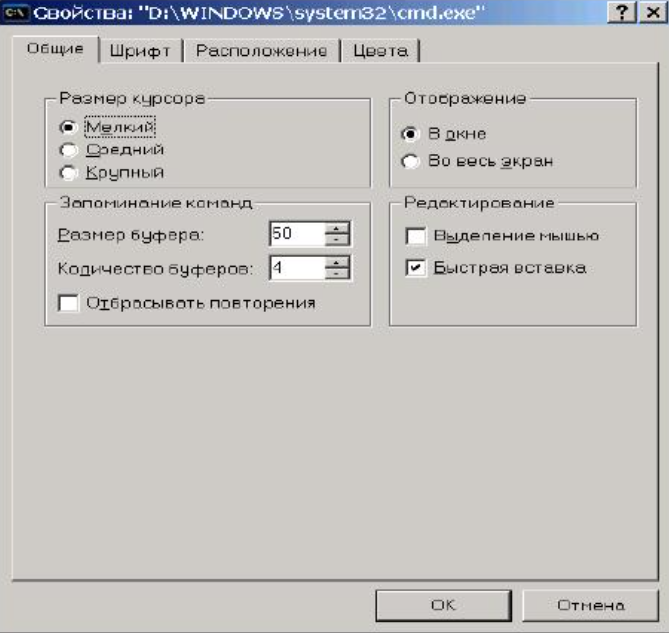 Свойства: "D:\WINDOWS\system32\cmd.exe"
Общие Шрифт Расположение Цвета
Размер курсора
Мелкий
Средний
Крупный
Отображение
В окне
Во весь экран
Запоминание команд
Размер буфера: 50
Количество буферов: 4
Отбрасывать повторения
Редактирование
Выделение мышью
Быстрая вставка
OK Отмена